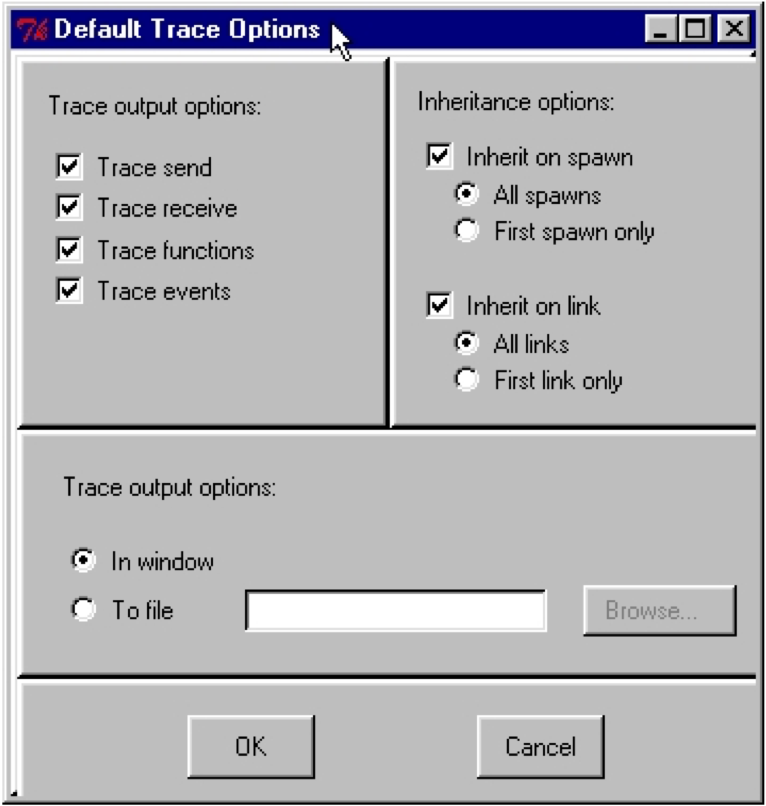 Tk Default Trace Options
Trace output options:
Trace send
Trace receive
Trace functions
Trace events
Inheritance options:
Inherit on spawn
All spawns
First spawn only
Inherit on link
All links
First link only
Trace output options:
In window
To file
Browse...
OK
Cancel